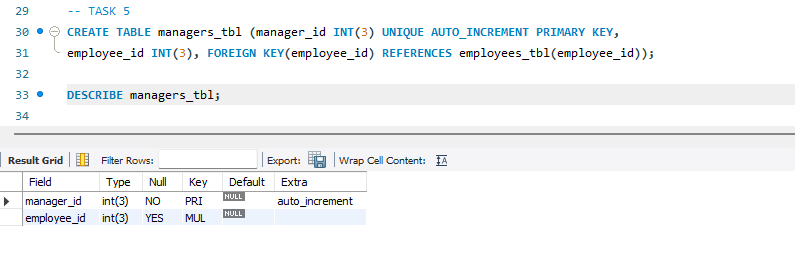 29 -- TASK 5
30 CREATE TABLE managers_tbl (manager_id INT(3) UNIQUE AUTO_INCREMENT PRIMARY KEY,
31 employee_id INT(3), FOREIGN KEY(employee_id) REFERENCES employees_tbl(employee_id));
32
33 DESCRIBE managers_tbl;
34
Result Grid Filter Rows: Export: Wrap Cell Content: IA
Field Type Null Key Default Extra
manager_id int(3) NO PRI NULL auto_increment
employee_id int(3) YES MUL NULL